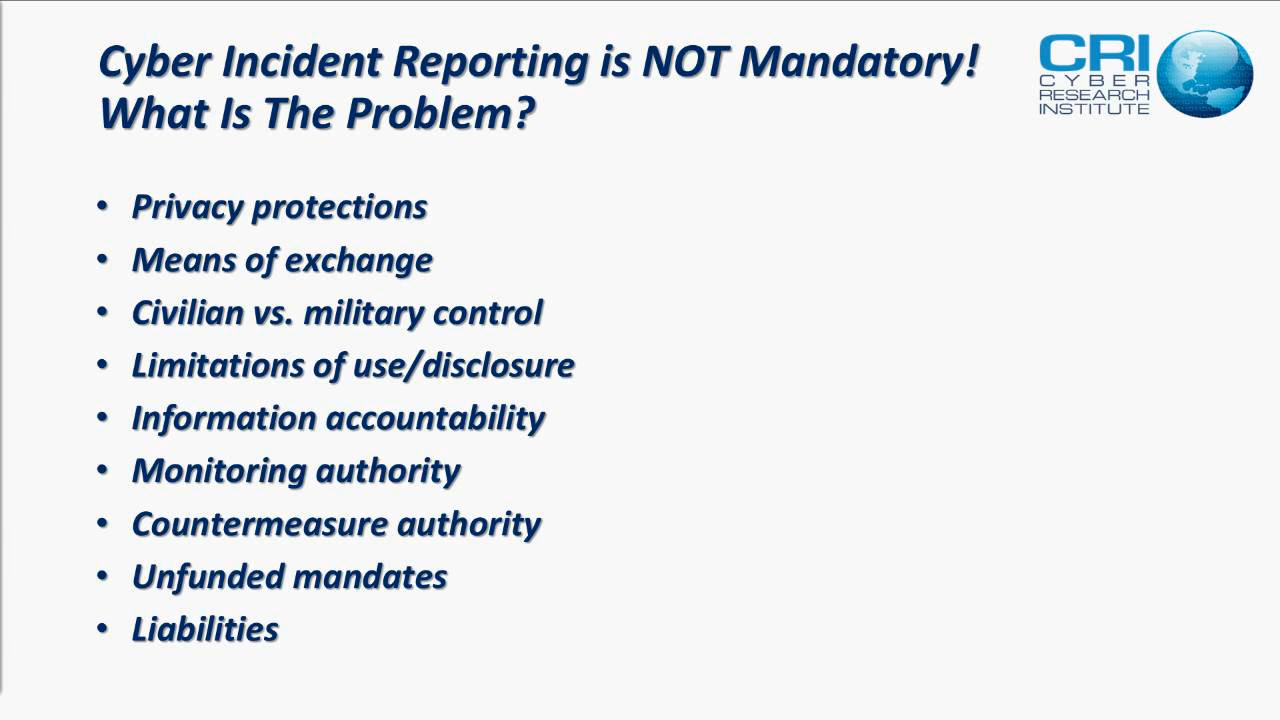 Cyber Incident Reporting is NOT Mandatory!
What Is The Problem?
CRI
CYBER
RESEARCH
INSTITUTE
• Privacy protections
• Means of exchange
• Civilian vs. military control
• Limitations of use/disclosure
• Information accountability
• Monitoring authority
• Countermeasure authority
• Unfunded mandates
• Liabilities